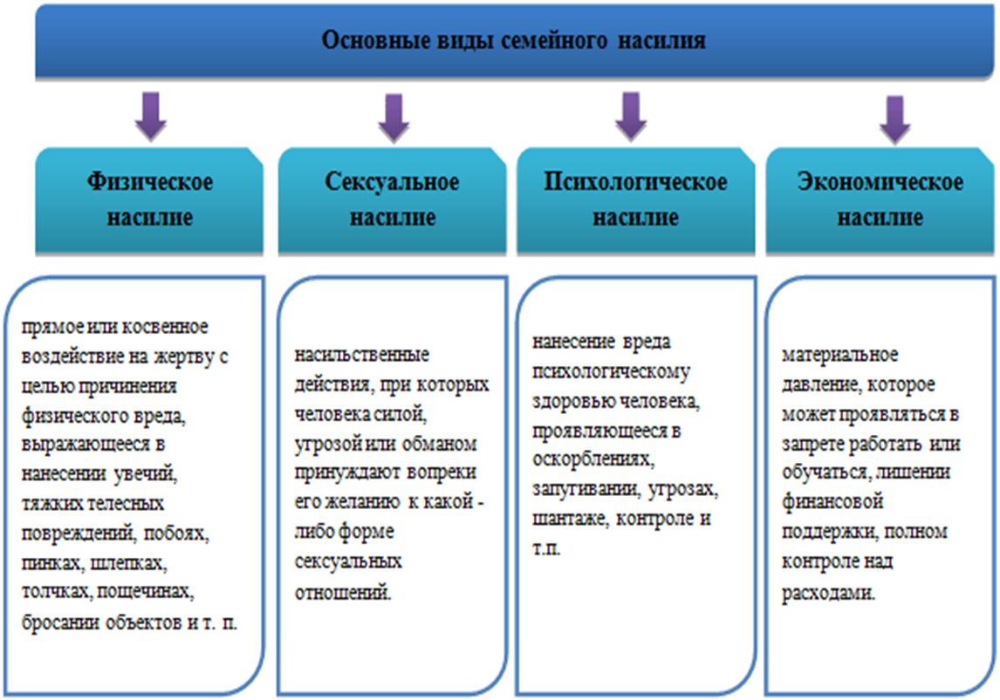 Основные виды семейного насилия
Физическое
насилие
Сексуальное
насилие
Психологическое
насилие
Экономическое
насилие
прямое или косвенное
воздействие на жертву с
целью причинения
физического вреда,
выражающееся в
нанесении увечий,
тяжких телесных
повреждений, побоях,
пинках, шлепках,
толчках, пощечинах,
бросании объектов и т. п.
насильственные
действия, при которых
человека силой,
угрозой или обманом
принуждают вопреки
его желанию к какой -
либо форме
сексуальных
отношений.
нанесение вреда
психологическому
здоровью человека,
проявляющееся в
оскорблениях,
запугивании, угрозах,
шантаже, контроле и
т.п.
материальное
давление, которое
может проявляться в
запрете работать или
обучаться, лишении
финансовой
поддержки, полном
контроле над
расходами.